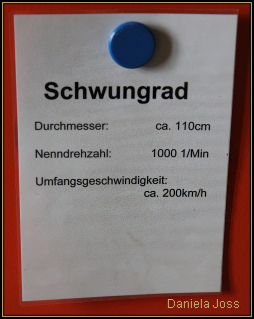 Schwungrad
Durchmesser: ca. 110cm
Nenndrehzahl: 1000 1/Min
Umfangsgeschwindigkeit:
ca. 200km/h
Daniela Joss